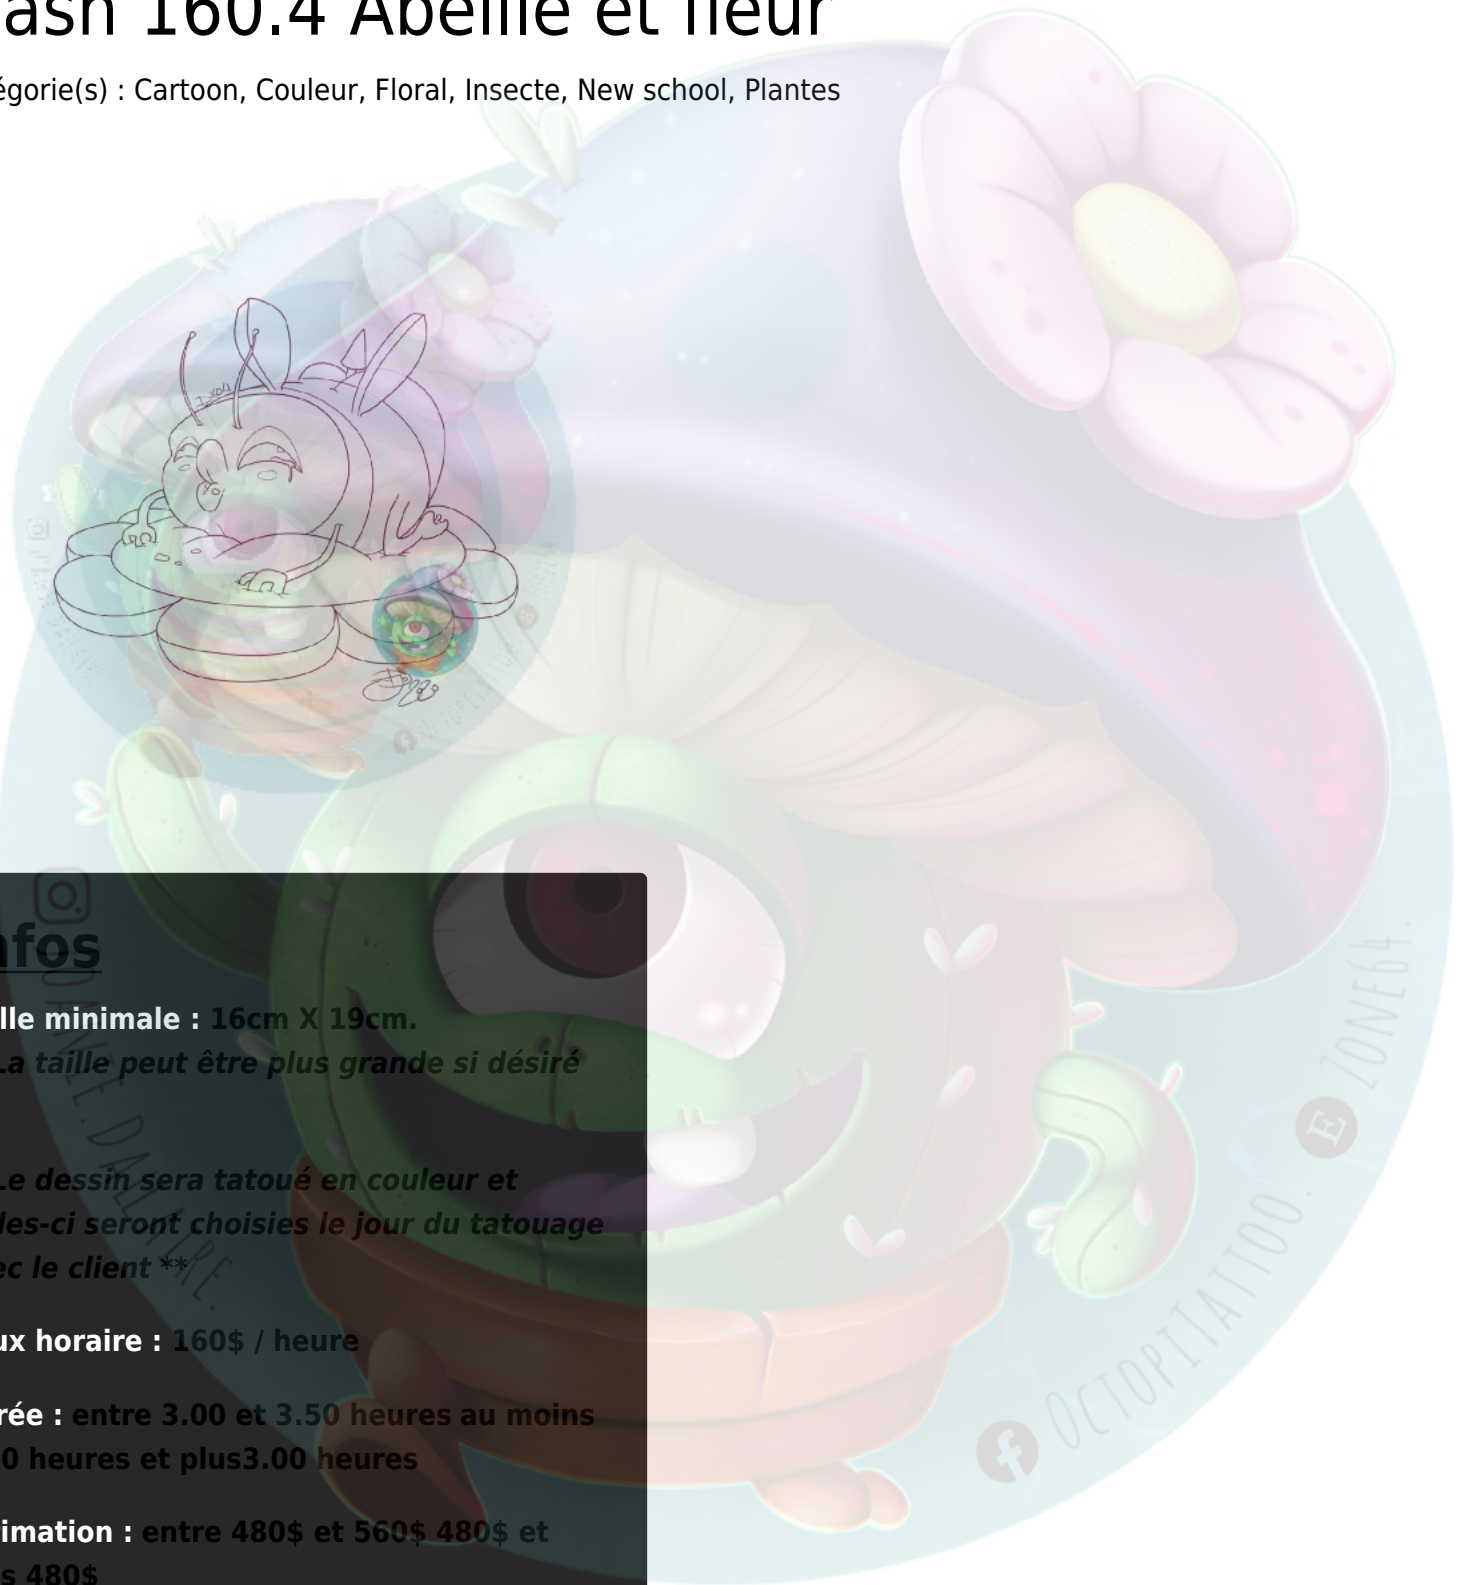 ash 160.4 Abeille et fleur
égorie(s) : Cartoon, Couleur, Floral, Insecte, New school, Plantes
nfos
lle minimale : 16cm X 19cm.
La taille peut être plus grande si désiré
Le dessin sera tatoué en couleur et
les-ci seront choisies le jour du tatouage
ec le client **
ux horaire : 160$ / heure
rée : entre 3.00 et 3.50 heures au moins
0 heures et plus3.00 heures
imation : entre 480$ et 560$ 480$ et
s 480$
OCTOPITATTOO.
E ZONE64.